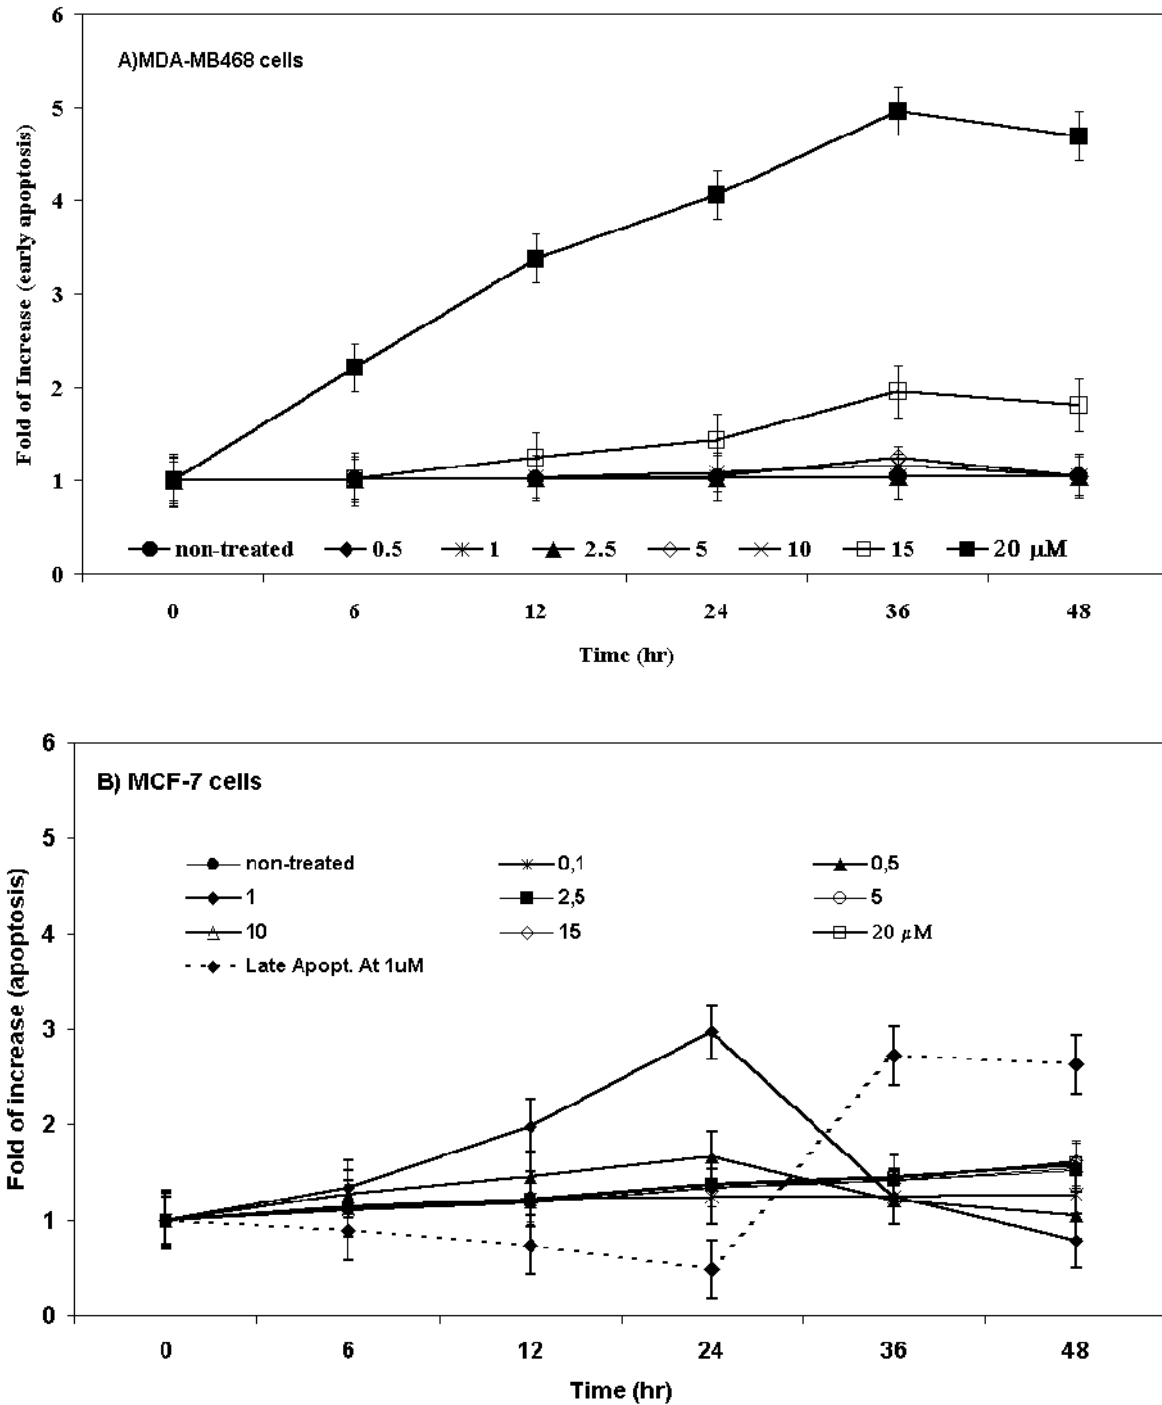 6
A)MDA-MB468 cells
5
4
3
2
1
0
Fold of Increase (early apoptosis)
non-treated 0.5 1 2.5 5 10 15 20 µM
0 6 12 24 36 48
Time (hr)
6
B) MCF-7 cells
5
4
3
2
1
0
Fold of increase (apoptosis)
non-treated 0,1 0,5
1 2,5 5
10 15 20 µM
Late Apopt. At 1uM
0 6 12 24 36 48
Time (hr)